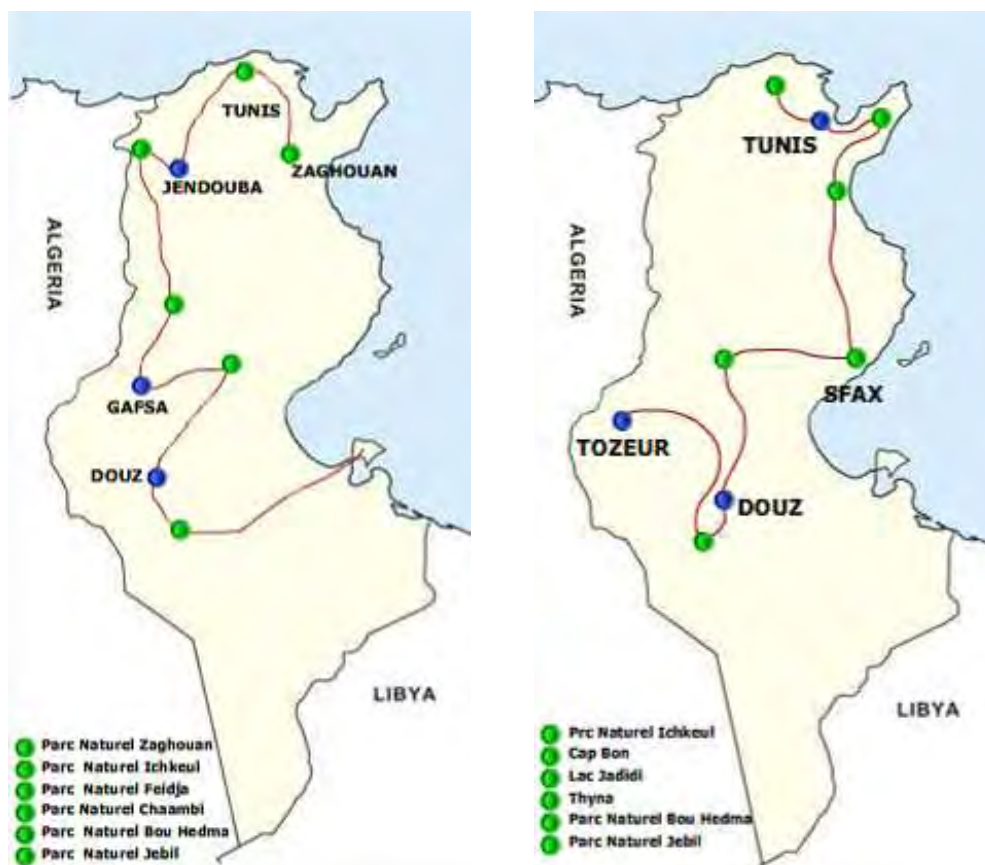 TUNIS
ZAGHOUAN
JENDOUBA
ALGERIA
GAFSA
DOUZ
LIBYA
Parc Naturel Zaghouan
Parc Naturel Ichkeul
Parc Naturel Feidja
Parc Naturel Chaambi
Parc Naturel Bou Hedma
Parc Naturel Jebil
TUNIS
ALGERIA
SFAX
TOZEUR
DOUZ
LIBYA
Prc Naturel Ichkeul
Cap Bon
Lac Jadidi
Thyna
Parc Naturel Bou Hedma
Parc Naturel Jebil